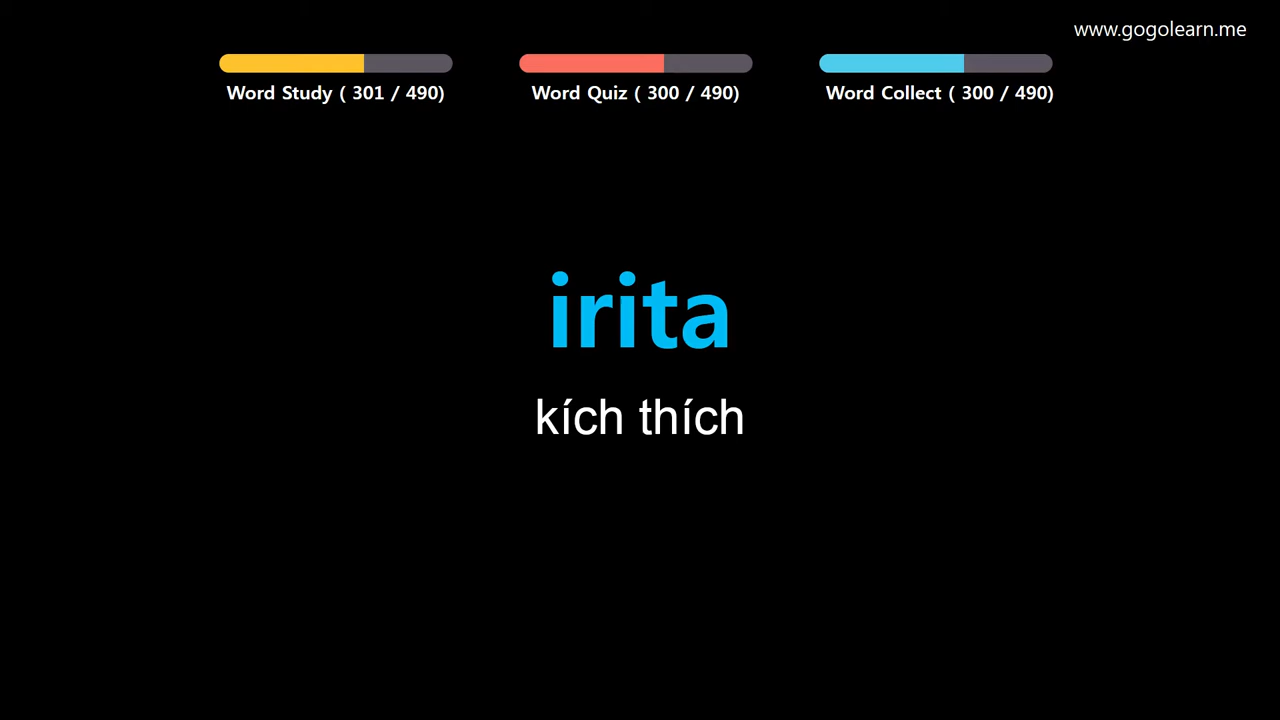 www.gogolearn.me
Word Study ( 301 / 490)
Word Quiz ( 300 / 490)
Word Collect ( 300 / 490)
irita
kích thích